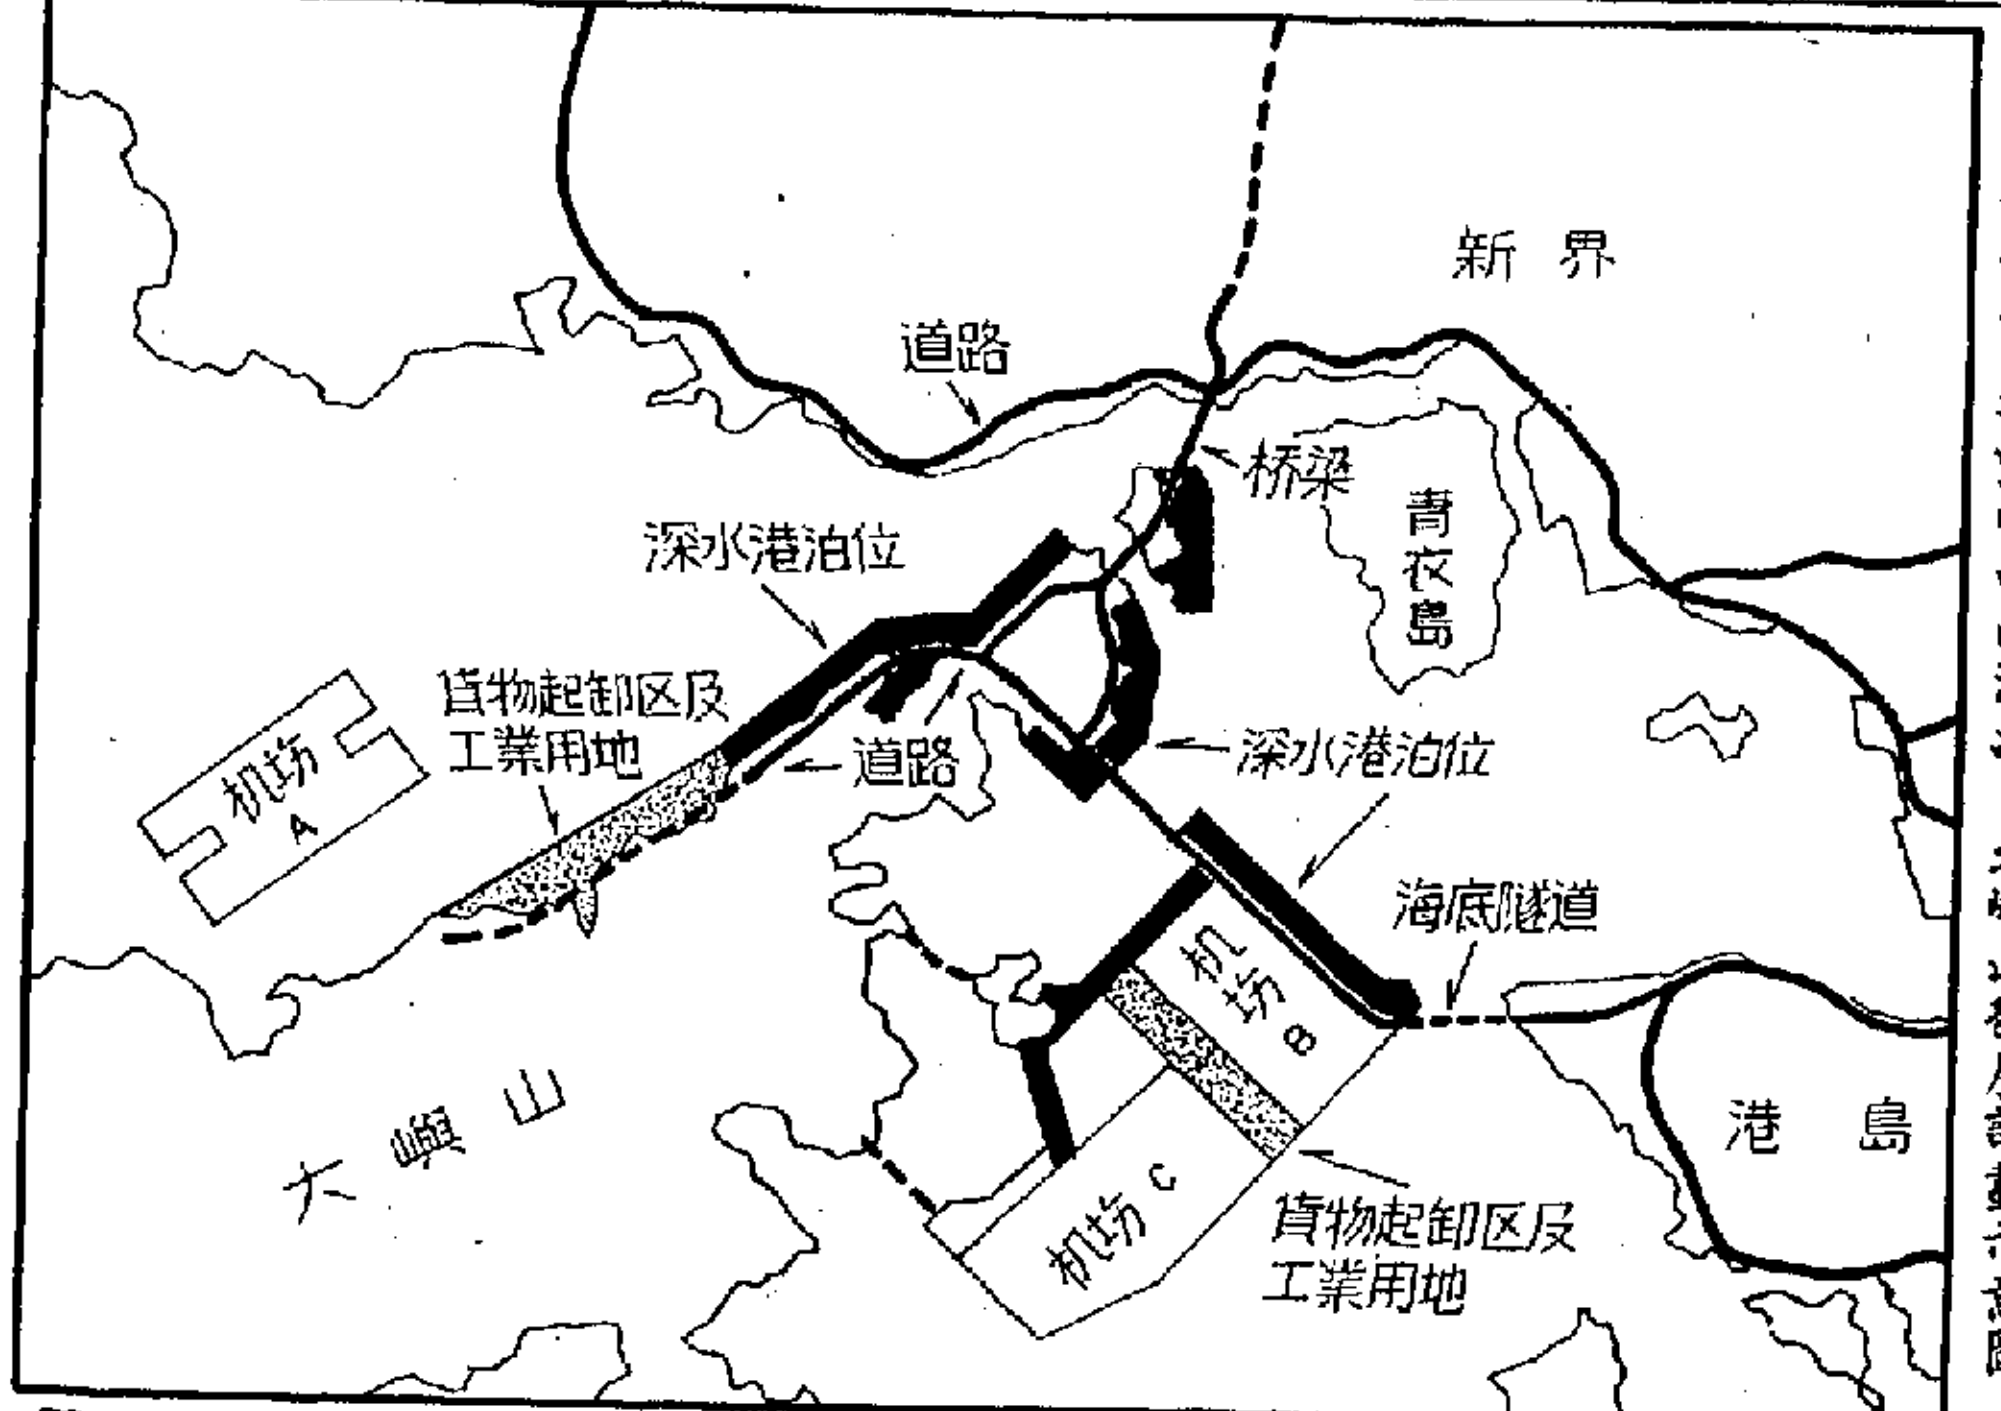 新界
道路
桥梁
青衣島
深水港泊位
貨物起卸区及
工業用地
机场
A
道路
深水港泊位
海底隧道
机场 B
大嶼山
港島
机场 C
貨物起卸区及
工業用地